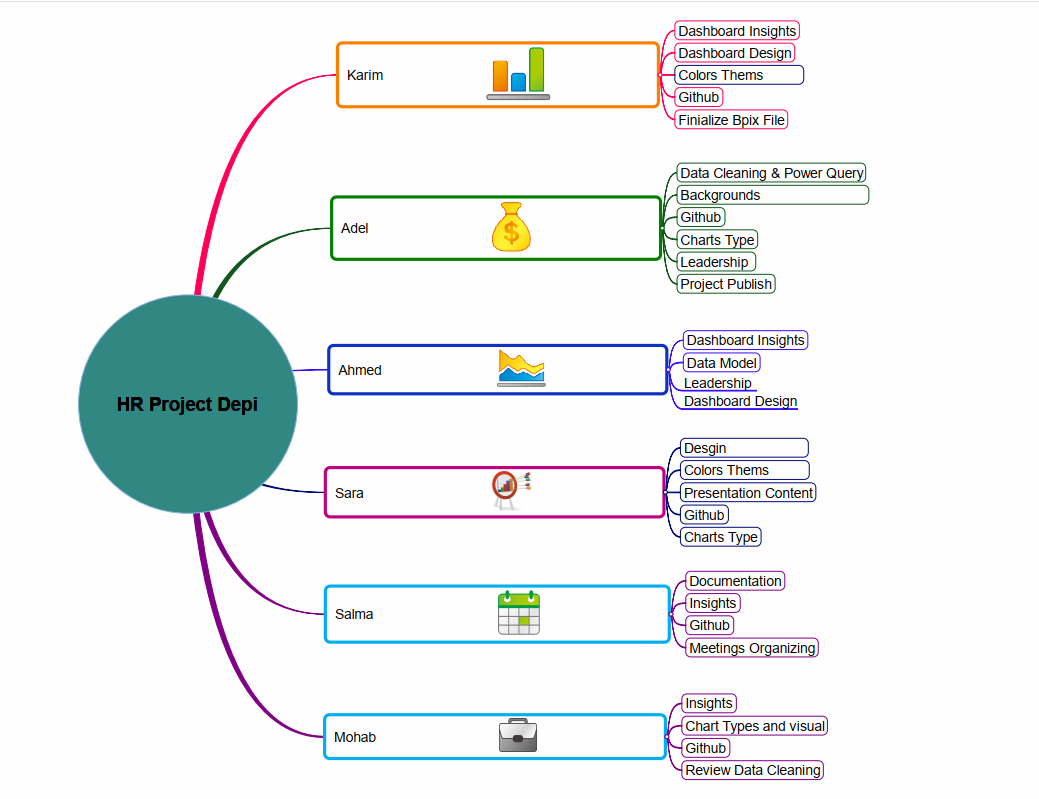 HR Project Depi
Karim
Dashboard Insights
Dashboard Design
Colors Thems
Github
Finialize Bpix File
Adel
$
Data Cleaning & Power Query
Backgrounds
Github
Charts Type
Leadership
Project Publish
Ahmed
Dashboard Insights
Data Model
Leadership
Dashboard Design
Sara
Desgin
Colors Thems
Presentation Content
Github
Charts Type
Salma
Documentation
Insights
Github
Meetings Organizing
Mohab
Insights
Chart Types and visual
Github
Review Data Cleaning